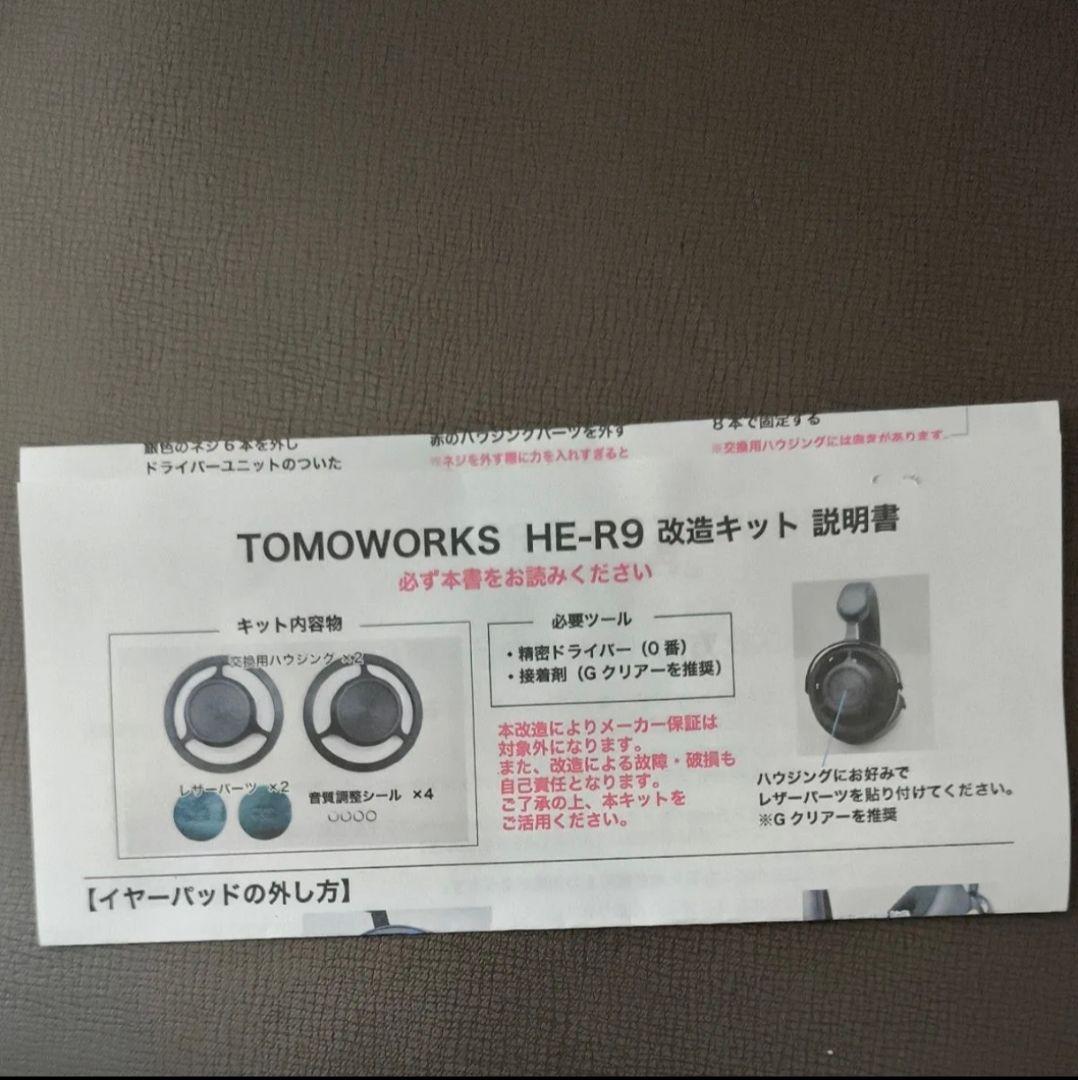 銀色のネジ6本を外し
ドライバーユニットのついた
赤のハウジングパーツを外す
※ネジを外す際に力を入れすぎると
8本で固定する
※交換用ハウジングには向きがあります。
TOMOWORKS HE-R9 改造キット 説明書
必ず本書をお読みください
キット内容物
交換用ハウジング ×2
レザーパーツ ×2
音質調整シール ×4
必要ツール
・精密ドライバー（0番）
・接着剤（Gクリアーを推奨）
本改造によりメーカー保証は
対象外になります。
また、改造による故障・破損も
自己責任となります。
ご了承の上、本キットを
ご活用ください。
ハウジングにお好みで
レザーパーツを貼り付けてください。
※Gクリアーを推奨
【イヤーパッドの外し方】